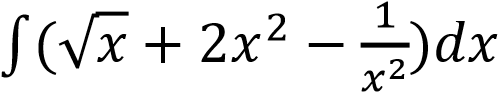 ∫(√x + 2x² − 1/x²)dx